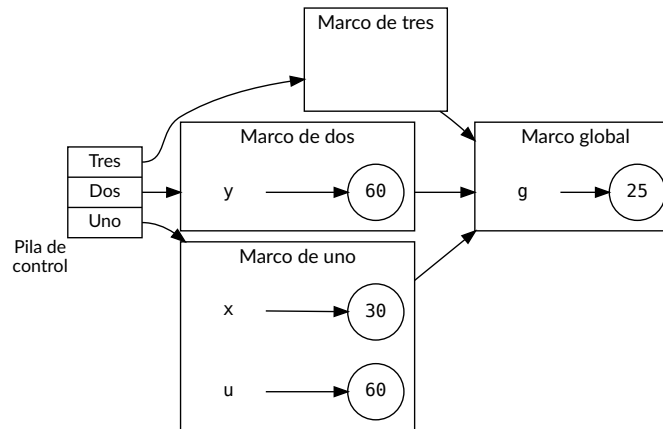 Marco de tres
Marco de dos
Marco global
Tres
Dos
y
60
g
25
Uno
Pila de
control
Marco de uno
x
30
u
60